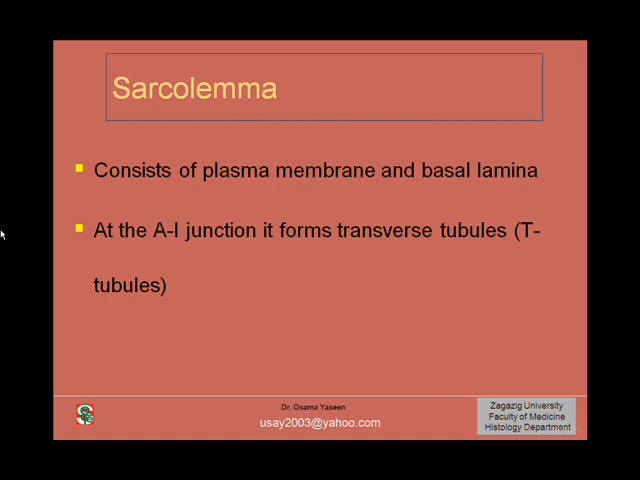 Sarcolemma
Consists of plasma membrane and basal lamina
At the A-I junction it forms transverse tubules (T-
tubules)
Dr. Osama Yaseen
usay2003@yahoo.com
Zagazig University
Faculty of Medicine
Histology Department